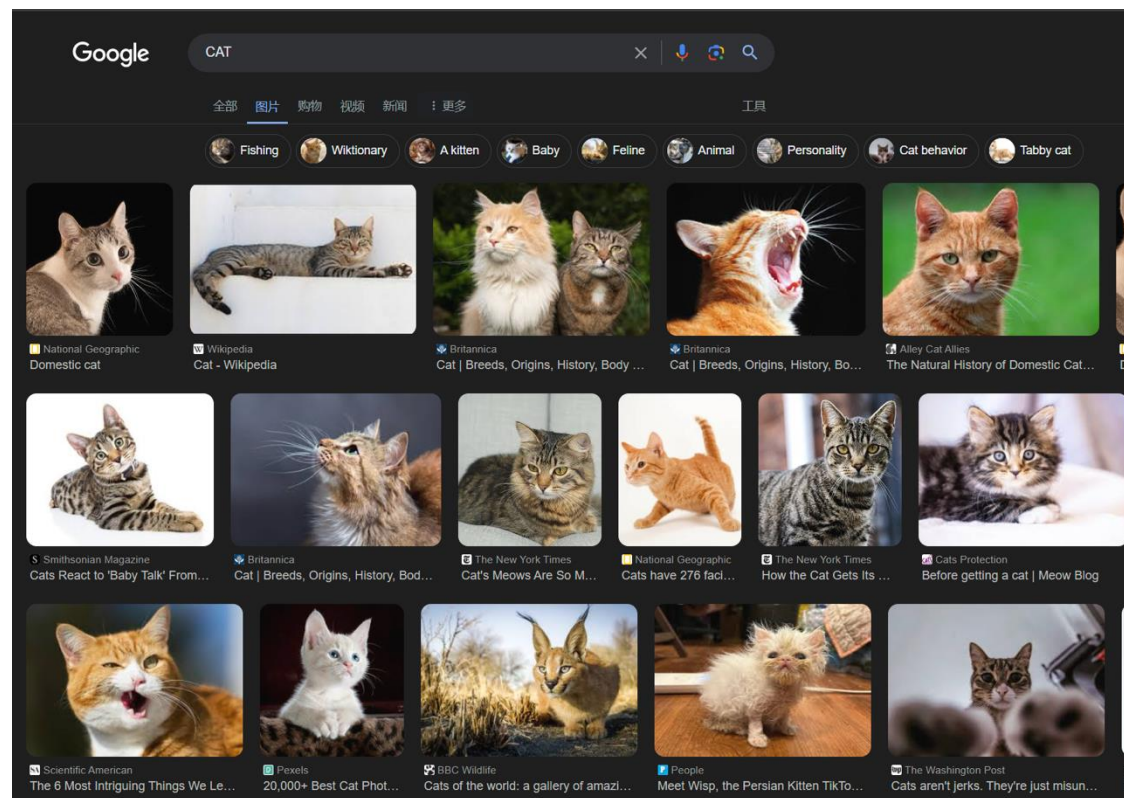 Google
CAT
全部 图片 购物 视频 新闻 更多 工具
Fishing Wiktionary A kitten Baby Feline Animal Personality Cat behavior Tabby cat
National Geographic Wikipedia Britannica Britannica Alley Cat Allies
Domestic cat Cat - Wikipedia Cat | Breeds, Origins, History, Body ... Cat | Breeds, Origins, History, Bo... The Natural History of Domestic Cat...
Smithsonian Magazine Britannica The New York Times National Geographic The New York Times Cats Protection
Cats React to 'Baby Talk' From... Cat | Breeds, Origins, History, Bod... Cat's Meows Are So M... Cats have 276 faci... How the Cat Gets Its ... Before getting a cat | Meow Blog
Scientific American Pexels BBC Wildlife People The Washington Post
The 6 Most Intriguing Things We Le... 20,000+ Best Cat Phot... Cats of the world: a gallery of amazi... Meet Wisp, the Persian Kitten TikTo... Cats aren't jerks. They're just misun...